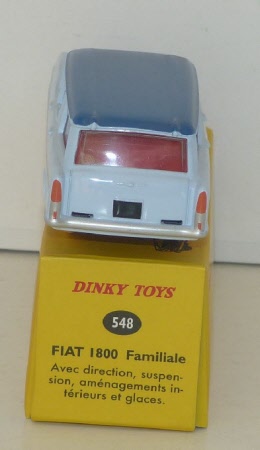 DINKY TOYS
548
FIAT 1800 Familiale
Avec direction, suspen-
sion, aménagements in-
térieurs et glaces.